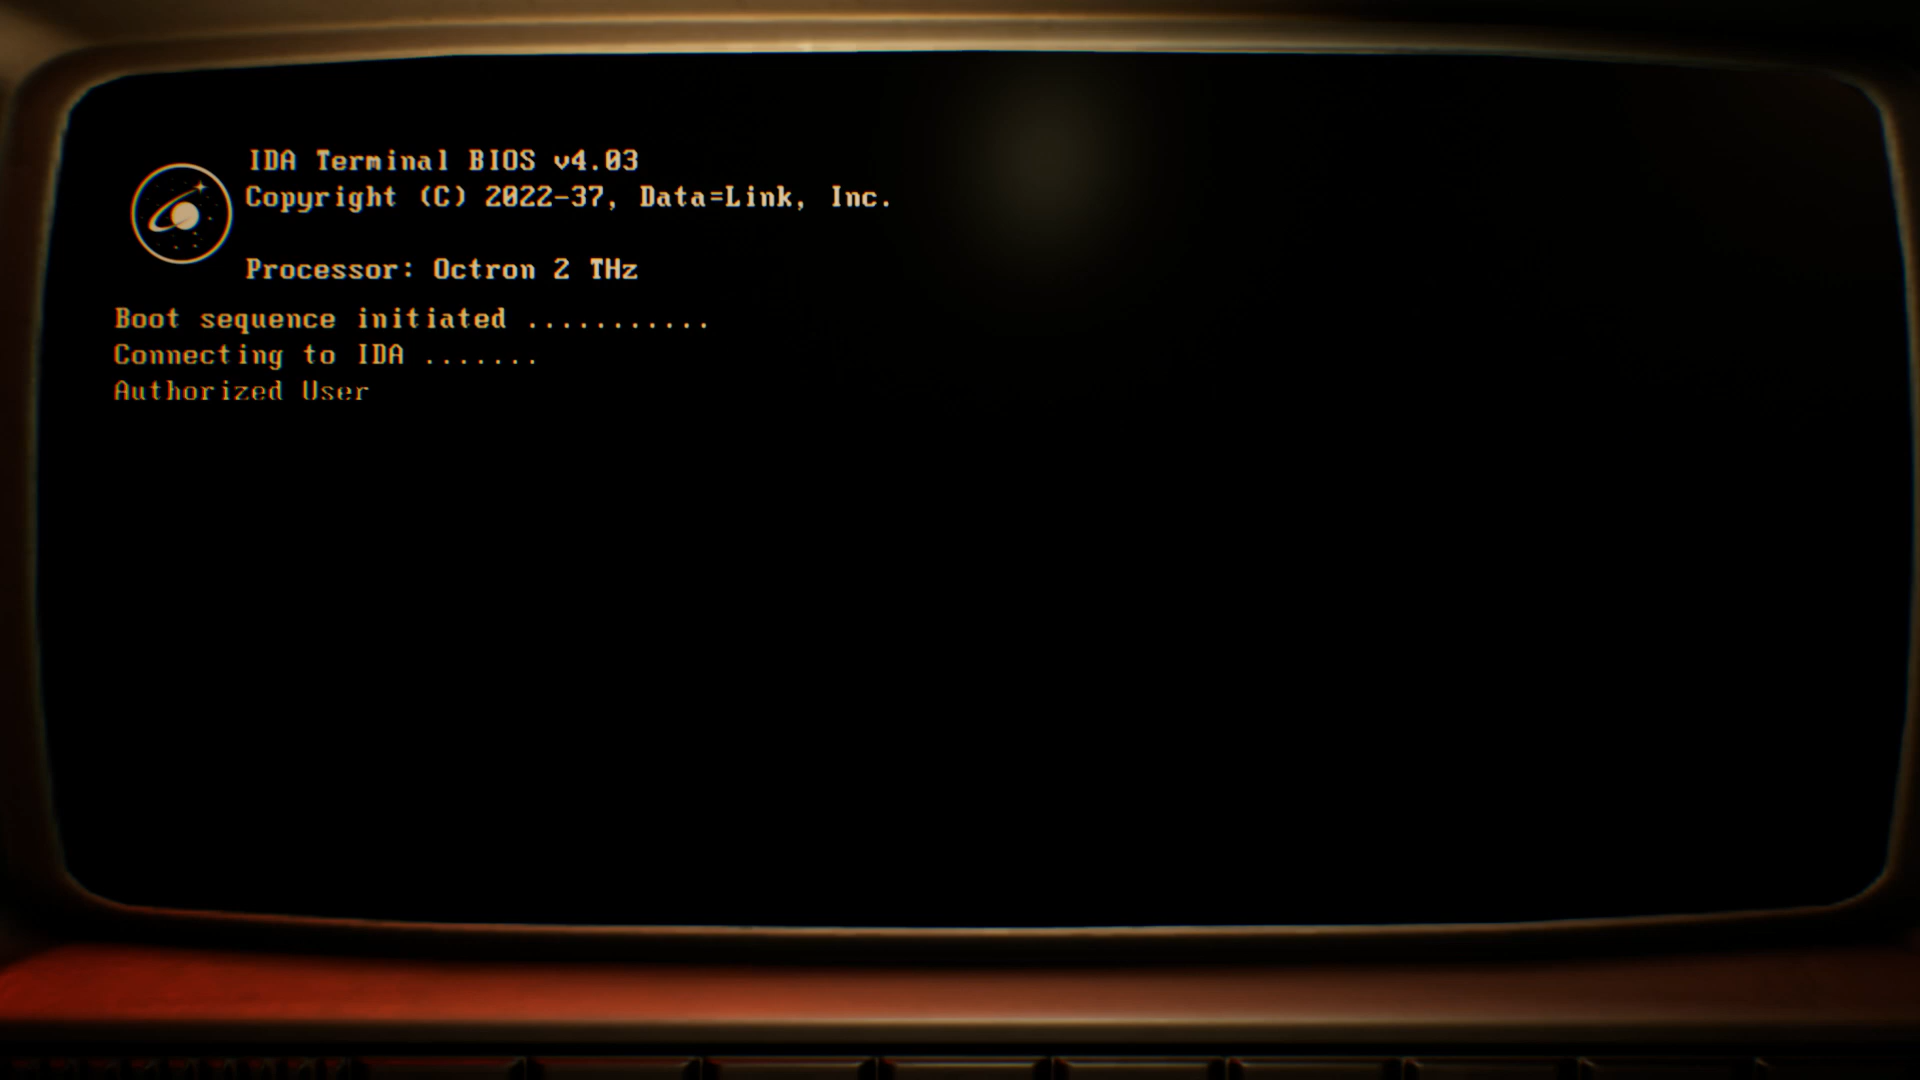 IDA Terminal BIOS v4.03
Copyright (C) 2022-37, Data=Link, Inc.
Processor: Octron 2 THz
Boot sequence initiated ...........
Connecting to IDA .......
Authorized User